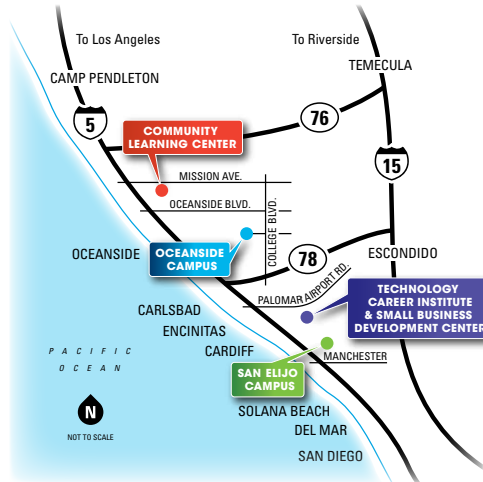 To Los Angeles
To Riverside
TEMECULA
CAMP PENDLETON
5
76
COMMUNITY
LEARNING CENTER
15
MISSION AVE.
OCEANSIDE BLVD.
COLLEGE BLVD.
OCEANSIDE
OCEANSIDE
CAMPUS
78
ESCONDIDO
PALOMAR AIRPORT RD.
TECHNOLOGY
CAREER INSTITUTE
& SMALL BUSINESS
DEVELOPMENT CENTER
CARLSBAD
ENCINITAS
CARDIFF
PACIFIC
OCEAN
MANCHESTER
SAN ELIJO
CAMPUS
N
NOT TO SCALE
SOLANA BEACH
DEL MAR
SAN DIEGO